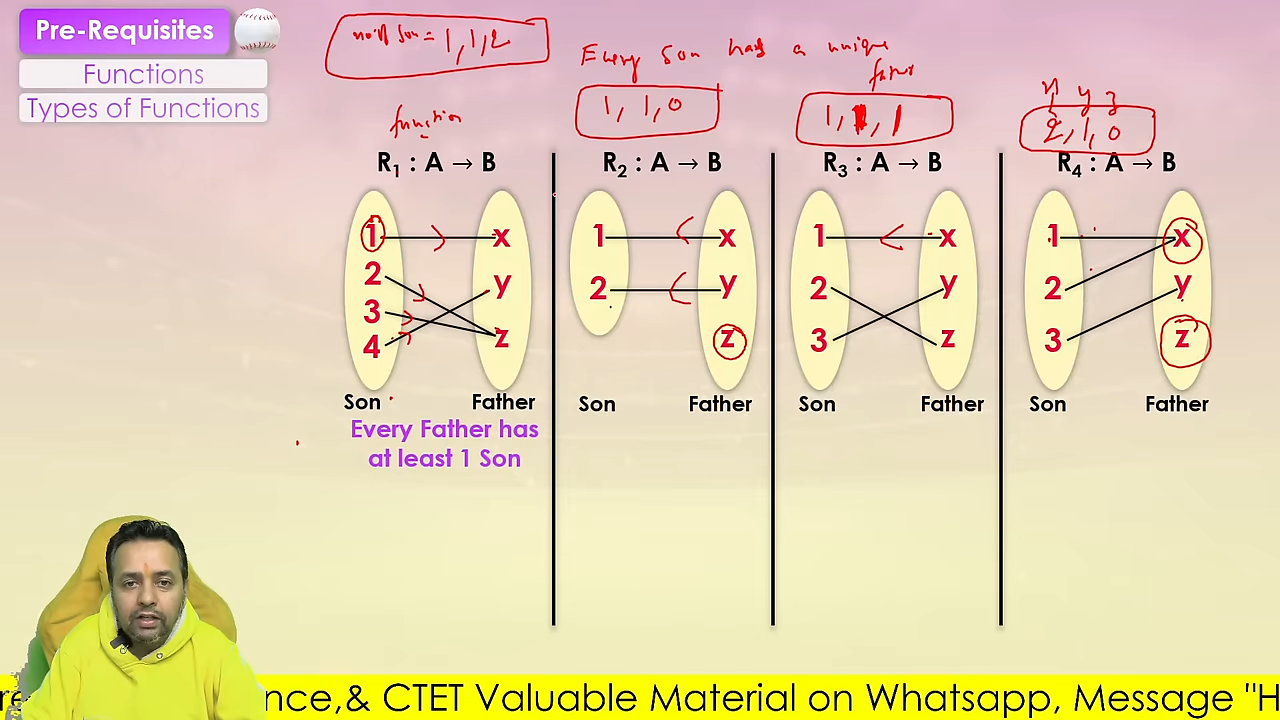 Pre-Requisites
Functions
Types of Functions
no. of son = 1, 1, 2
Every son has a unique
father
function
1, 1, 0
1, 1, 1
x y z
2, 1, 0
R₁ : A → B
R₂ : A → B
R₃ : A → B
R₄ : A → B
1 x
2 y
3 z
4
Son Father
Every Father has
at least 1 Son
1 x
2 y
z
Son Father
1 x
2 y
3 z
Son Father
1 x
2 y
3 z
Son Father
nce,& CTET Valuable Material on Whatsapp, Message "H